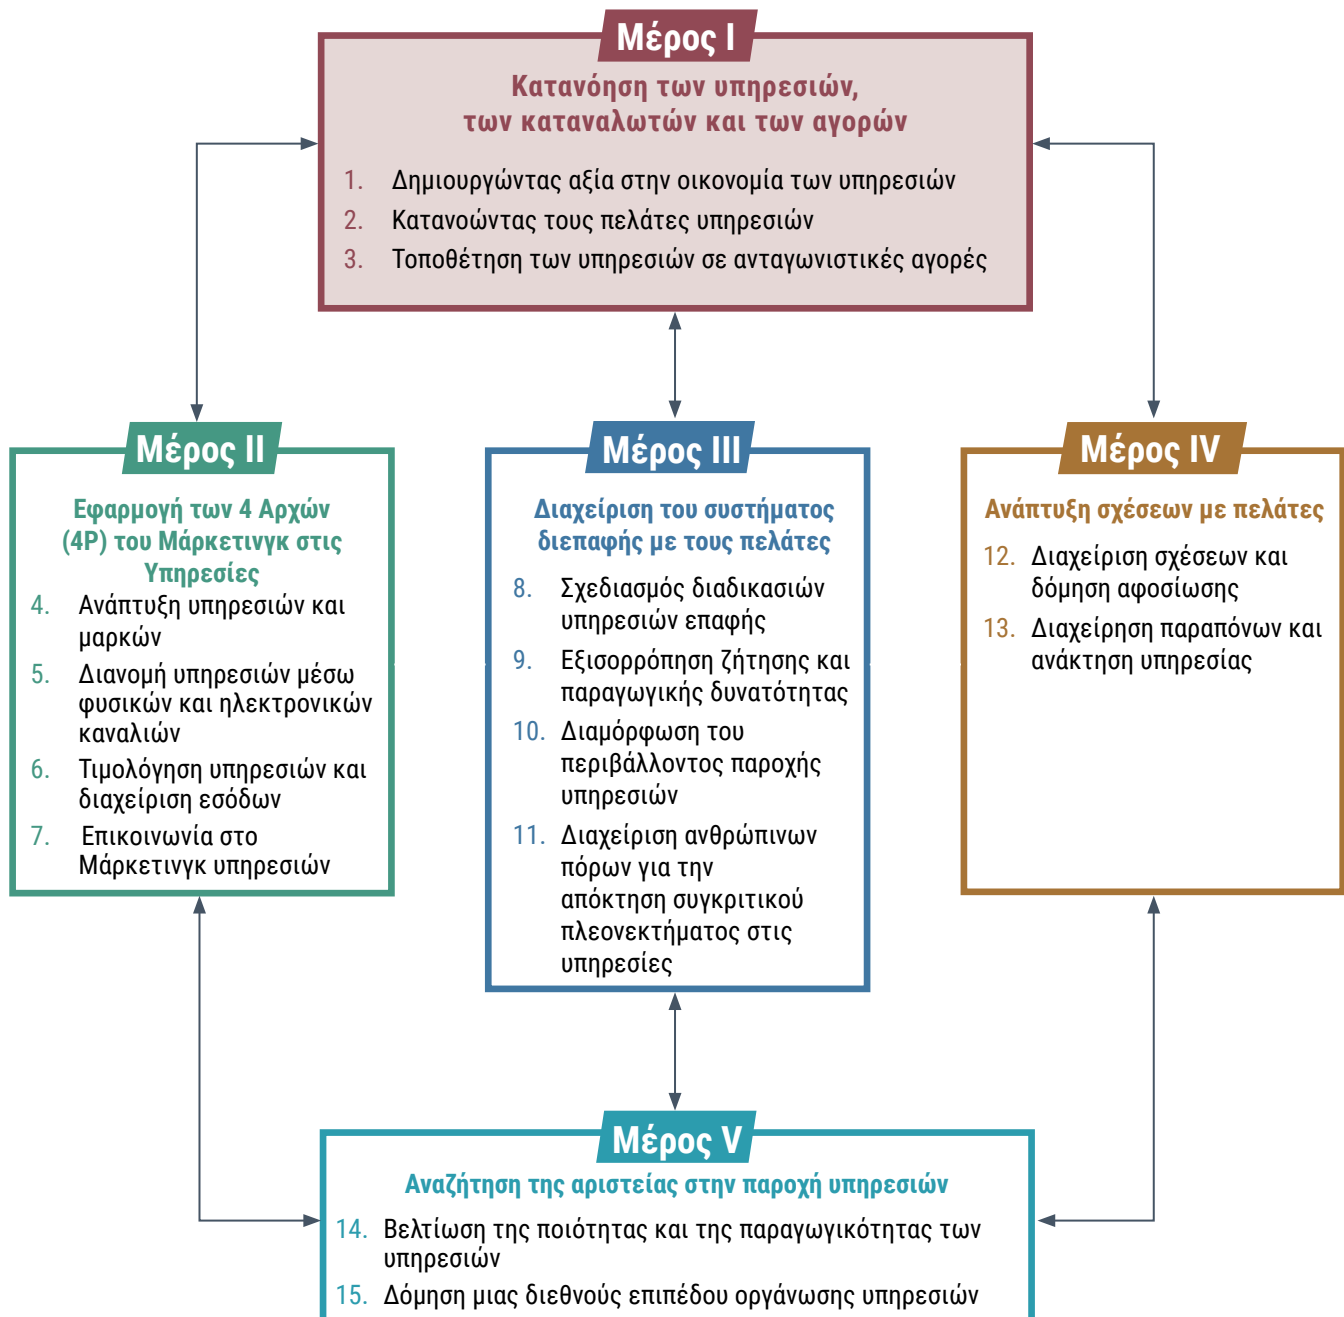 Μέρος I
Κατανόηση των υπηρεσιών,
των καταναλωτών και των αγορών
1. Δημιουργώντας αξία στην οικονομία των υπηρεσιών
2. Κατανοώντας τους πελάτες υπηρεσιών
3. Τοποθέτηση των υπηρεσιών σε ανταγωνιστικές αγορές
Μέρος II
Εφαρμογή των 4 Αρχών
(4P) του Μάρκετινγκ στις
Υπηρεσίες
4. Ανάπτυξη υπηρεσιών και
μαρκών
5. Διανομή υπηρεσιών μέσω
φυσικών και ηλεκτρονικών
καναλιών
6. Τιμολόγηση υπηρεσιών και
διαχείριση εσόδων
7. Επικοινωνία στο
Μάρκετινγκ υπηρεσιών
Μέρος III
Διαχείριση του συστήματος
διεπαφής με τους πελάτες
8. Σχεδιασμός διαδικασιών
υπηρεσιών επαφής
9. Εξισορρόπηση ζήτησης και
παραγωγικής δυνατότητας
10. Διαμόρφωση του
περιβάλλοντος παροχής
υπηρεσιών
11. Διαχείριση ανθρώπινων
πόρων για την
απόκτηση συγκριτικού
πλεονεκτήματος στις
υπηρεσίες
Μέρος IV
Ανάπτυξη σχέσεων με πελάτες
12. Διαχείριση σχέσεων και
δόμηση αφοσίωσης
13. Διαχείρηση παραπόνων και
ανάκτηση υπηρεσίας
Μέρος V
Αναζήτηση της αριστείας στην παροχή υπηρεσιών
14. Βελτίωση της ποιότητας και της παραγωγικότητας των
υπηρεσιών
15. Δόμηση μιας διεθνούς επιπέδου οργάνωσης υπηρεσιών